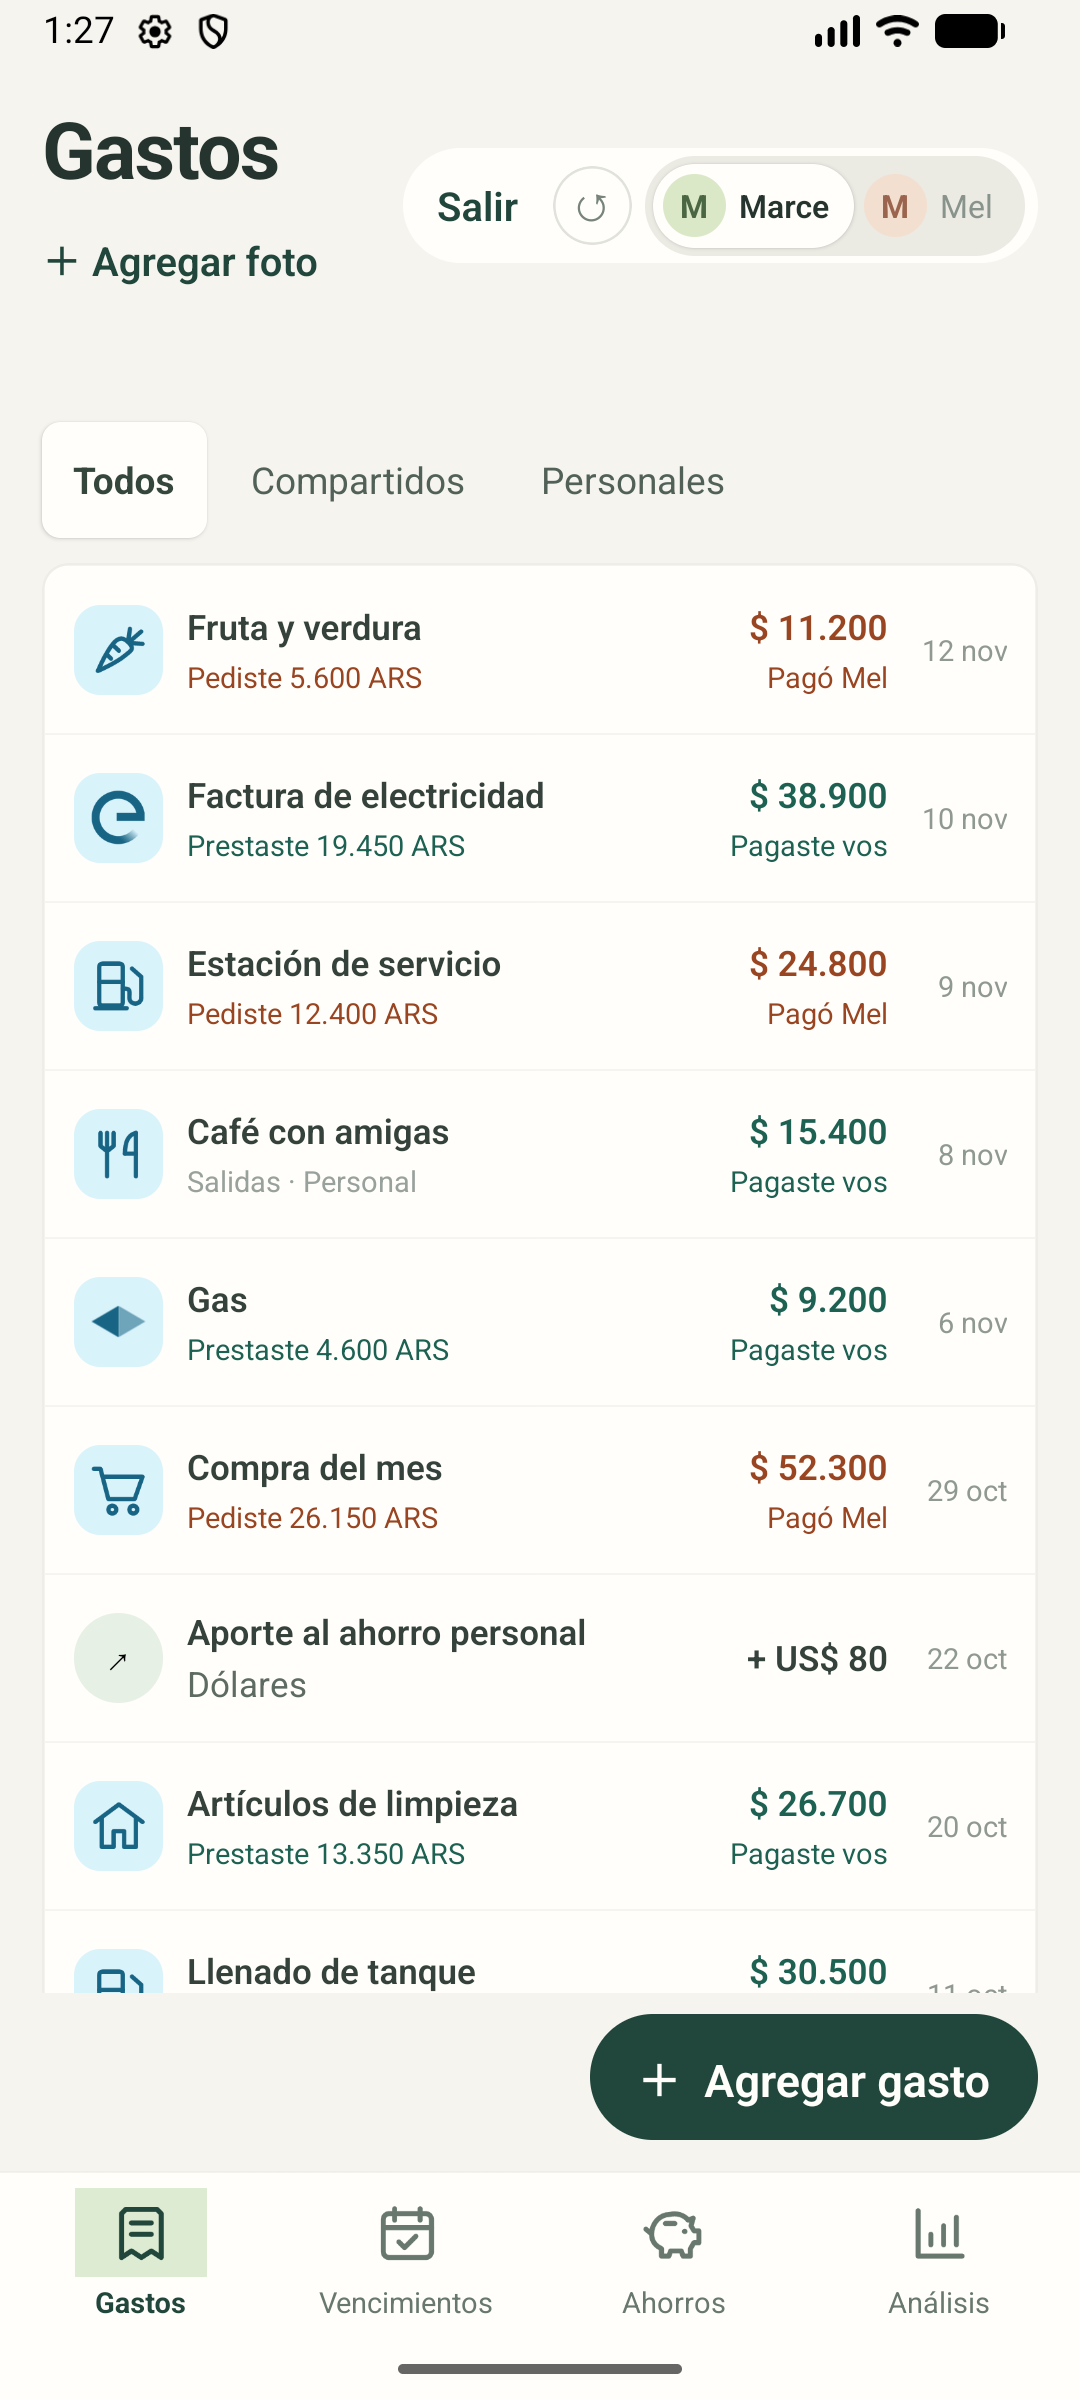 1:27
Gastos
+ Agregar foto
Salir
M Marce
M Mel
Todos
Compartidos
Personales
Fruta y verdura
$ 11.200
12 nov
Pediste 5.600 ARS
Pagó Mel
Factura de electricidad
$ 38.900
10 nov
Prestaste 19.450 ARS
Pagaste vos
Estación de servicio
$ 24.800
9 nov
Pediste 12.400 ARS
Pagó Mel
Café con amigas
$ 15.400
8 nov
Salidas · Personal
Pagaste vos
Gas
$ 9.200
6 nov
Prestaste 4.600 ARS
Pagaste vos
Compra del mes
$ 52.300
29 oct
Pediste 26.150 ARS
Pagó Mel
Aporte al ahorro personal
+ US$ 80
22 oct
Dólares
Artículos de limpieza
$ 26.700
20 oct
Prestaste 13.350 ARS
Pagaste vos
Llenado de tanque
$ 30.500
11 oct
+ Agregar gasto
Gastos
Vencimientos
Ahorros
Análisis